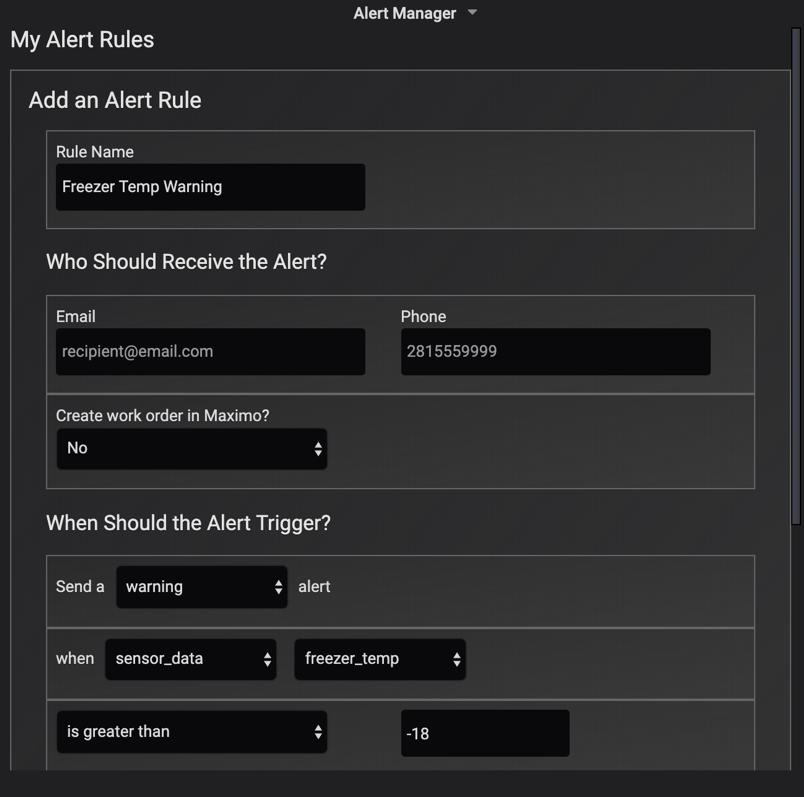 Alert Manager
My Alert Rules
Add an Alert Rule
Rule Name
Freezer Temp Warning
Who Should Receive the Alert?
Email Phone
recipient@email.com 2815559999
Create work order in Maximo?
No
When Should the Alert Trigger?
Send a warning alert
when sensor_data freezer_temp
is greater than -18